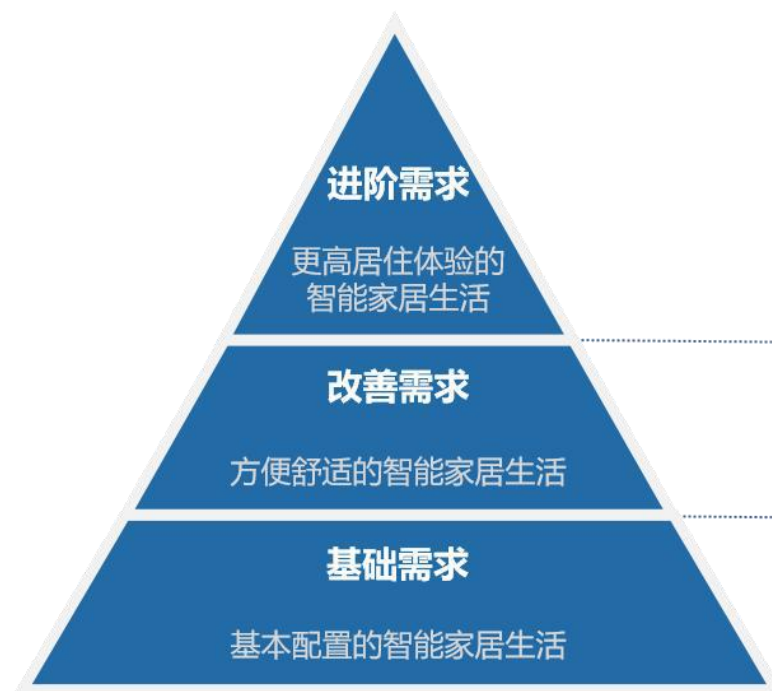 进阶需求
更高居住体验的
智能家居生活
改善需求
方便舒适的智能家居生活
基础需求
基本配置的智能家居生活